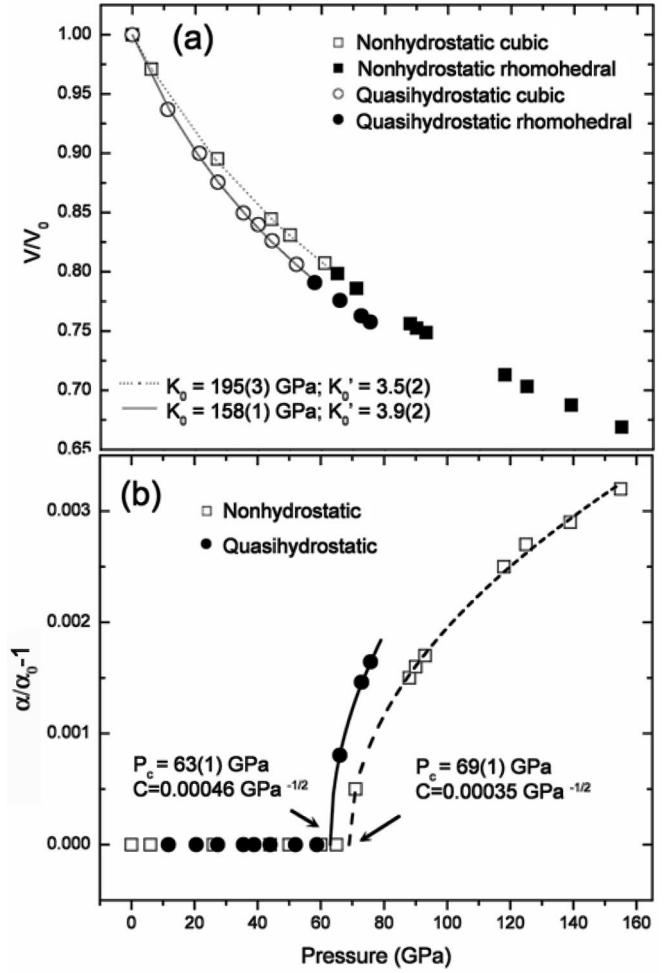 (a)
Nonhydrostatic cubic
Nonhydrostatic rhomohedral
Quasihydrostatic cubic
Quasihydrostatic rhomohedral
1.00
0.95
0.90
0.85
0.80
0.75
0.70
0.65
V/V₀
K₀ = 195(3) GPa; K₀' = 3.5(2)
K₀ = 158(1) GPa; K₀' = 3.9(2)
(b)
Nonhydrostatic
Quasihydrostatic
0.003
0.002
0.001
0.000
α/α₀-1
P_c = 63(1) GPa
C=0.00046 GPa ⁻¹/²
P_c = 69(1) GPa
C=0.00035 GPa ⁻¹/²
0 20 40 60 80 100 120 140 160
Pressure (GPa)